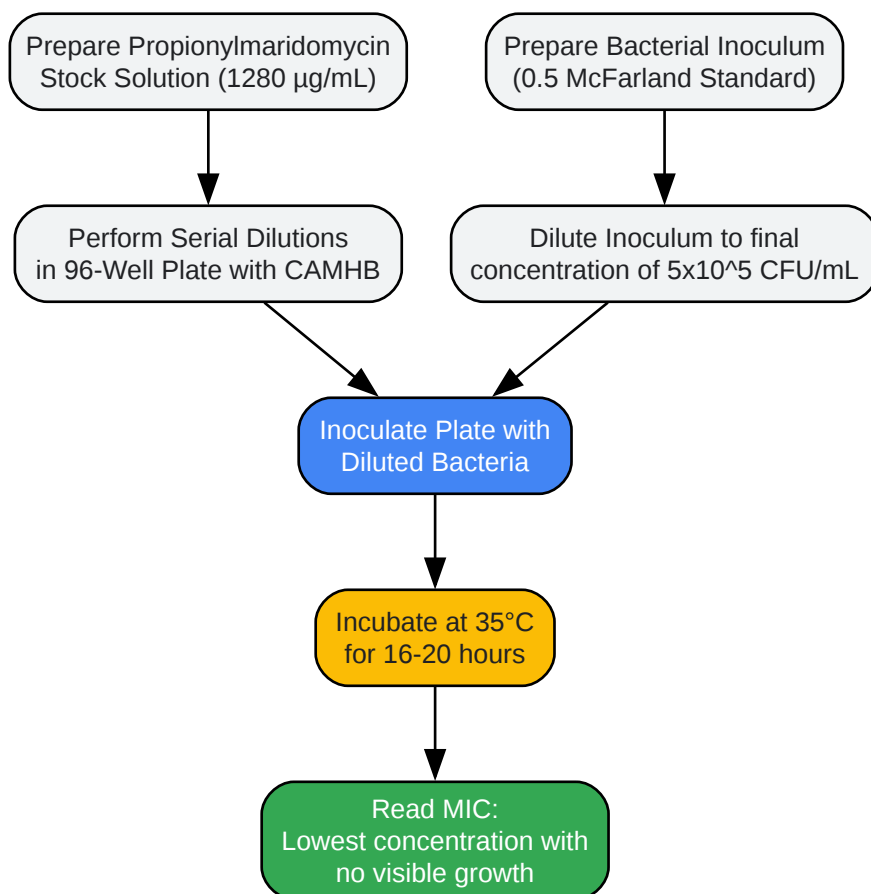 Prepare Propionylmaridomycin
Stock Solution (1280 µg/mL)
Prepare Bacterial Inoculum
(0.5 McFarland Standard)
Perform Serial Dilutions
in 96-Well Plate with CAMHB
Dilute Inoculum to final
concentration of 5x10^5 CFU/mL
Inoculate Plate with
Diluted Bacteria
Incubate at 35°C
for 16-20 hours
Read MIC:
Lowest concentration with
no visible growth